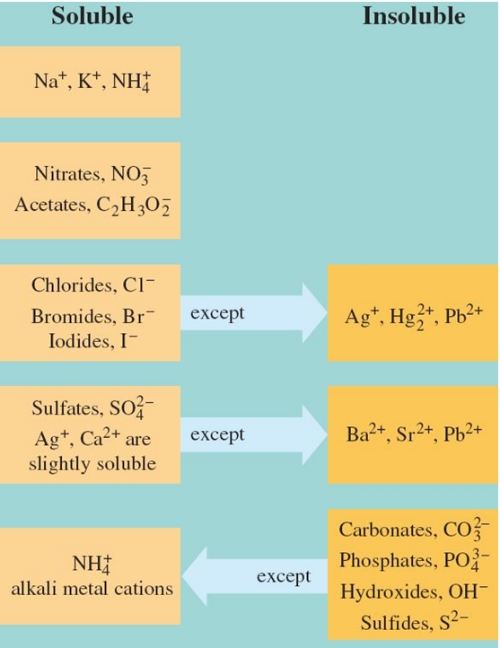 Soluble
Insoluble
Na⁺, K⁺, NH₄⁺
Nitrates, NO₃⁻
Acetates, C₂H₃O₂⁻
Chlorides, Cl⁻
Bromides, Br⁻
Iodides, I⁻
except
Ag⁺, Hg₂²⁺, Pb²⁺
Sulfates, SO₄²⁻
Ag⁺, Ca²⁺ are
slightly soluble
except
Ba²⁺, Sr²⁺, Pb²⁺
NH₄⁺
alkali metal cations
except
Carbonates, CO₃²⁻
Phosphates, PO₄³⁻
Hydroxides, OH⁻
Sulfides, S²⁻